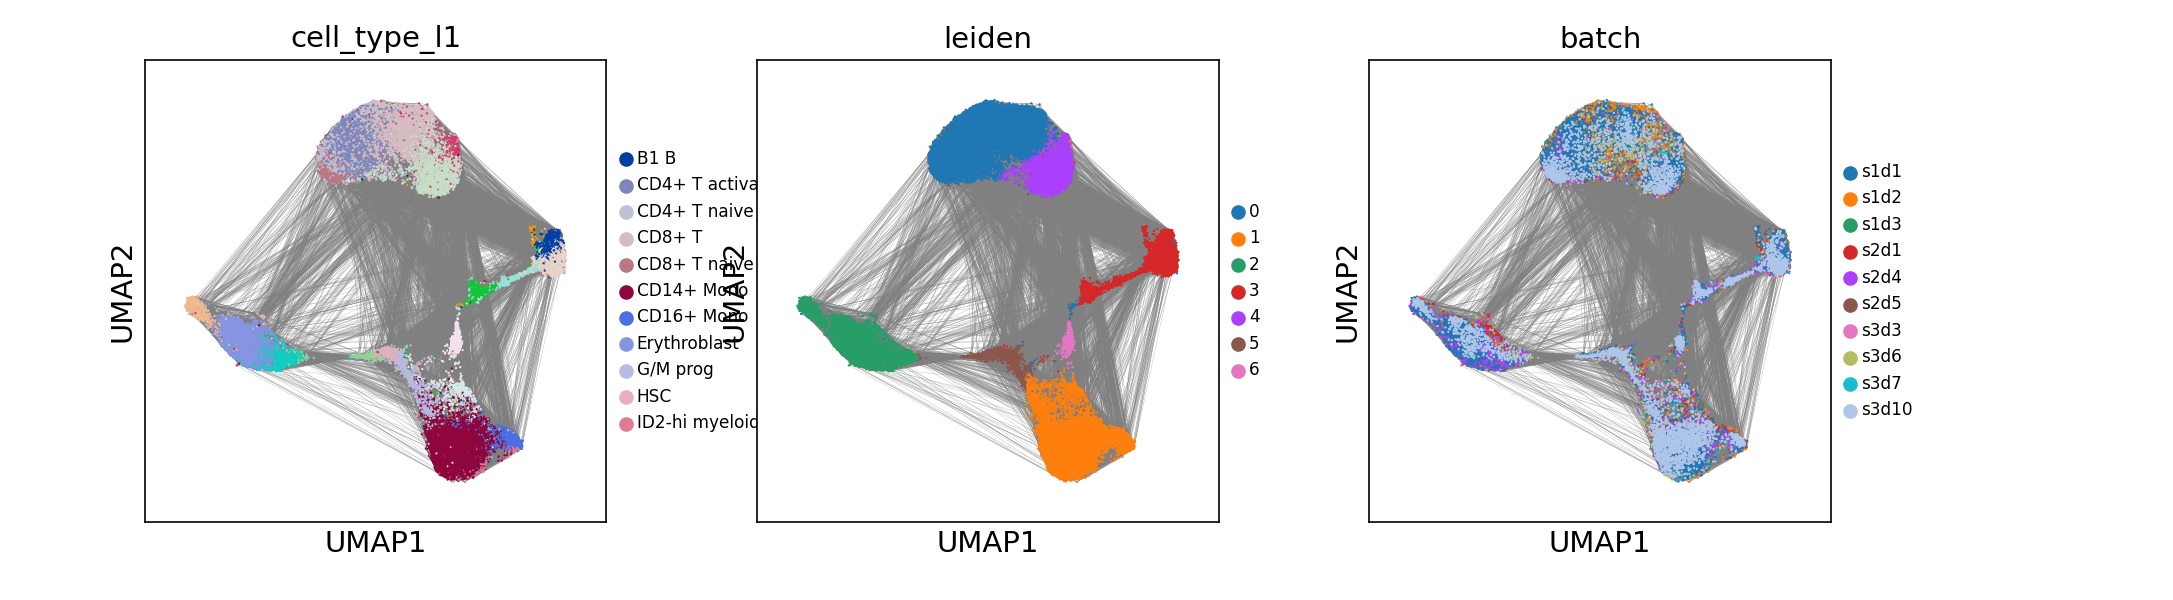 cell_type_l1
leiden
batch
B1 B
CD4+ T activa
CD4+ T naive
CD8+ T
CD8+ T naive
CD14+ Mono
CD16+ Mono
Erythroblast
G/M prog
HSC
ID2-hi myeloid
0
1
2
3
4
5
6
s1d1
s1d2
s1d3
s2d1
s2d4
s2d5
s3d3
s3d6
s3d7
s3d10
UMAP2
UMAP2
UMAP2
UMAP1
UMAP1
UMAP1